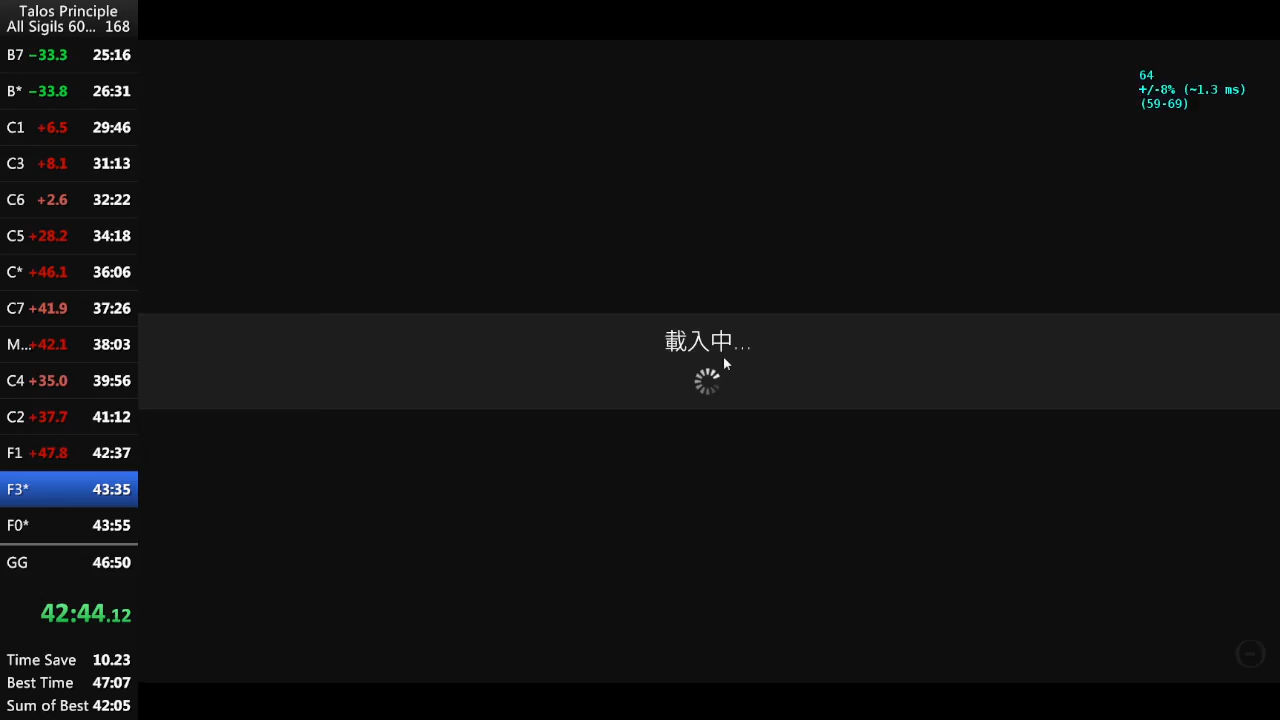 Talos Principle
All Sigils 60... 168
B7 −33.3 25:16
B* −33.8 26:31
C1 +6.5 29:46
C3 +8.1 31:13
C6 +2.6 32:22
C5 +28.2 34:18
C* +46.1 36:06
C7 +41.9 37:26
M...+42.1 38:03
C4 +35.0 39:56
C2 +37.7 41:12
F1 +47.8 42:37
F3* 43:35
F0* 43:55
GG 46:50
42:44.12
Time Save 10.23
Best Time 47:07
Sum of Best 42:05
64
+/-8% (~1.3 ms)
(59-69)
載入中...